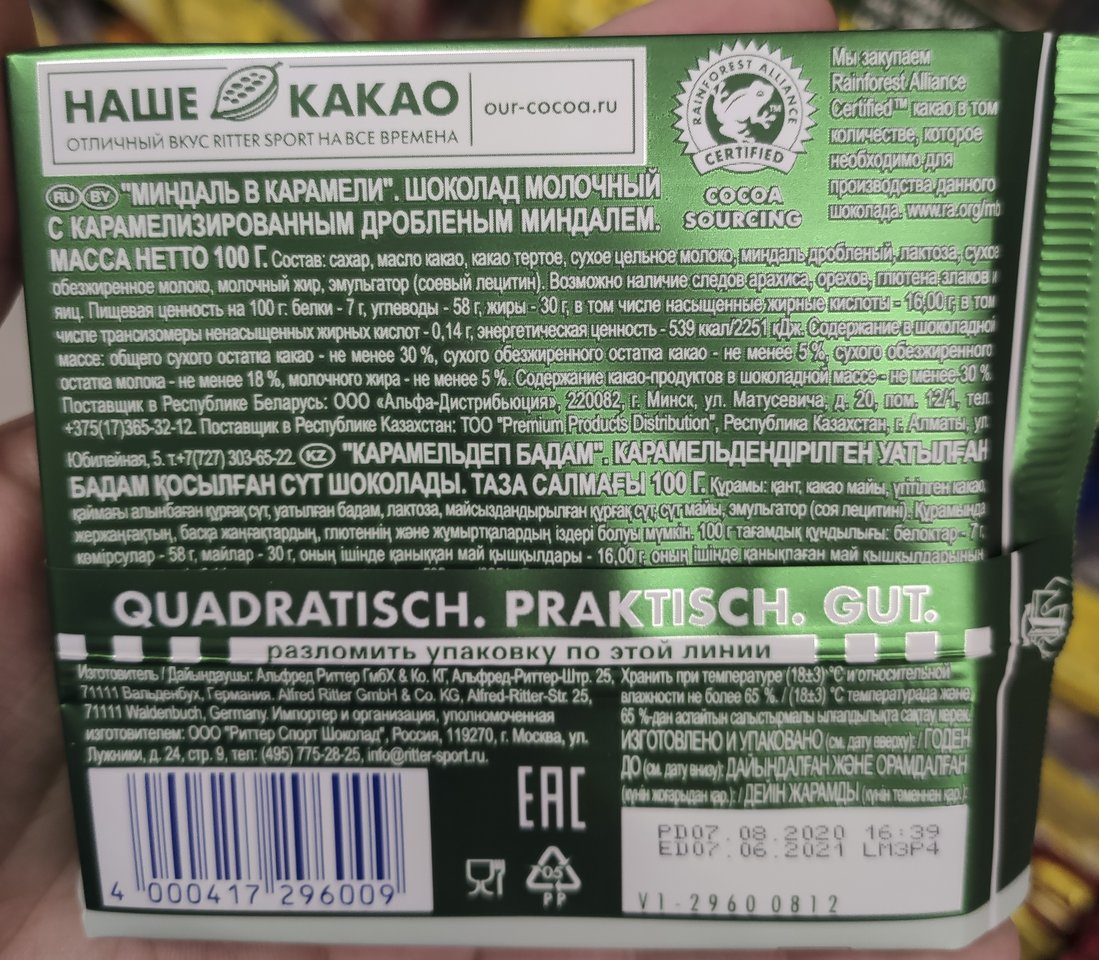 НАШЕ КАКАО
ОТЛИЧНЫЙ ВКУС RITTER SPORT НА ВСЕ ВРЕМЕНА
our-cocoa.ru
RAINFOREST ALLIANCE
CERTIFIED
COCOA
SOURCING
Мы закупаем
Rainforest Alliance
Certified™ какао в том
количестве, которое
необходимо для
производства данного
шоколада. www.ra.org/mb
RU BY "МИНДАЛЬ В КАРАМЕЛИ". ШОКОЛАД МОЛОЧНЫЙ
С КАРАМЕЛИЗИРОВАННЫМ ДРОБЛЕНЫМ МИНДАЛЕМ.
МАССА НЕТТО 100 Г. Состав: сахар, масло какао, какао тертое, сухое цельное молоко, миндаль дробленый, лактоза, сухое
обезжиренное молоко, молочный жир, эмульгатор (соевый лецитин). Возможно наличие следов арахиса, орехов, глютена злаков и
яиц. Пищевая ценность на 100 г: белки - 7 г, углеводы - 58 г, жиры - 30 г, в том числе насыщенные жирные кислоты - 16,00 г, в том
числе трансизомеры ненасыщенных жирных кислот - 0,14 г, энергетическая ценность - 539 ккал/2251 кДж. Содержание в шоколадной
массе: общего сухого остатка какао - не менее 30 %, сухого обезжиренного остатка какао - не менее 5 %, сухого обезжиренного
остатка молока - не менее 18 %, молочного жира - не менее 5 %. Содержание какао-продуктов в шоколадной массе - не менее 30 %.
Поставщик в Республике Беларусь: ООО «Альфа-Дистрибьюция», 220082, г. Минск, ул. Матусевича, д. 20, пом. 12/1, тел.
+375(17)365-32-12. Поставщик в Республике Казахстан: ТОО "Premium Products Distribution", Республика Казахстан, г. Алматы, ул.
Юбилейная, 5. т.+7(727) 303-65-22. KZ "КАРАМЕЛЬДЕП БАДАМ". КАРАМЕЛЬДЕНДІРІЛГЕН УАТЫЛҒАН
БАДАМ ҚОСЫЛҒАН СҮТ ШОКОЛАДЫ. ТАЗА САЛМАҒЫ 100 Г. Құрамы: қант, какао майы, үгітілген какао,
қаймағы алынбаған құрғақ сүт, уатылған бадам, лактоза, майсыздандырылған құрғақ сүт, сүт майы, эмульгатор (соя лецитині). Құрамында
жержаңғақтың, басқа жаңғақтардың, глютеннің және жұмыртқалардың іздері болуы мүмкін. 100 г тағамдық құндылығы: белоктар - 7 г,
көмірсулар - 58 г, майлар - 30 г, оның ішінде қаныққан май қышқылдары - 16,00 г, оның ішінде қанықпаған май қышқылдарының
QUADRATISCH. PRAKTISCH. GUT.
разломить упаковку по этой линии
Изготовитель / Дайындаушы: Альфред Риттер ГмбХ & Ко. КГ, Альфред-Риттер-Штр. 25,
71111 Вальденбух, Германия. Alfred Ritter GmbH & Co. KG, Alfred-Ritter-Str. 25,
71111 Waldenbuch, Germany. Импортер и организация, уполномоченная
изготовителем: ООО "Риттер Спорт Шоколад", Россия, 119270, г. Москва, ул.
Лужники, д. 24, стр. 9, тел: (495) 775-28-25, info@ritter-sport.ru.
Хранить при температуре (18±3) °С и относительной
влажности не более 65 %. / (18±3) °С температурада және
65 %-дан аспайтын салыстырмалы ылғалдылықта сақтау керек.
ИЗГОТОВЛЕНО И УПАКОВАНО (см. дату вверху): / ГОДЕН
ДО (см. дату внизу): ДАЙЫНДАЛҒАН ЖӘНЕ ОРАМДАЛҒАН
(күнін жоғарыдан қар.): / ДЕЙІН ЖАРАМДЫ (күнін төменнен қар.):
EAC
05
PP
4 000417 296009
PD07.08.2020 16:39
ED07.06.2021 LM3P4
V1-2960 0812